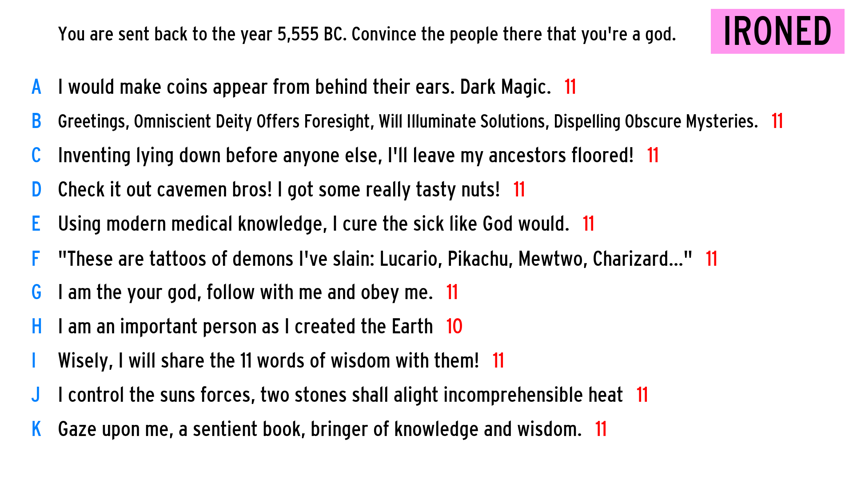 You are sent back to the year 5,555 BC. Convince the people there that you're a god.
IRONED
A I would make coins appear from behind their ears. Dark Magic. 11
B Greetings, Omniscient Deity Offers Foresight, Will Illuminate Solutions, Dispelling Obscure Mysteries. 11
C Inventing lying down before anyone else, I'll leave my ancestors floored! 11
D Check it out cavemen bros! I got some really tasty nuts! 11
E Using modern medical knowledge, I cure the sick like God would. 11
F "These are tattoos of demons I've slain: Lucario, Pikachu, Mewtwo, Charizard..." 11
G I am the your god, follow with me and obey me. 11
H I am an important person as I created the Earth 10
I Wisely, I will share the 11 words of wisdom with them! 11
J I control the suns forces, two stones shall alight incomprehensible heat 11
K Gaze upon me, a sentient book, bringer of knowledge and wisdom. 11